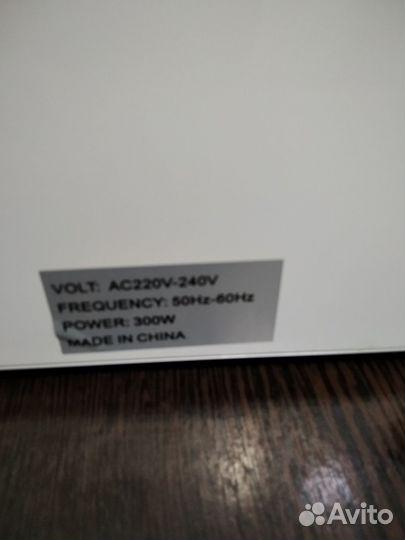 VOLT: AC220V-240V
FREQUENCY: 50Hz-60Hz
POWER: 300W
MADE IN CHINA
Avito